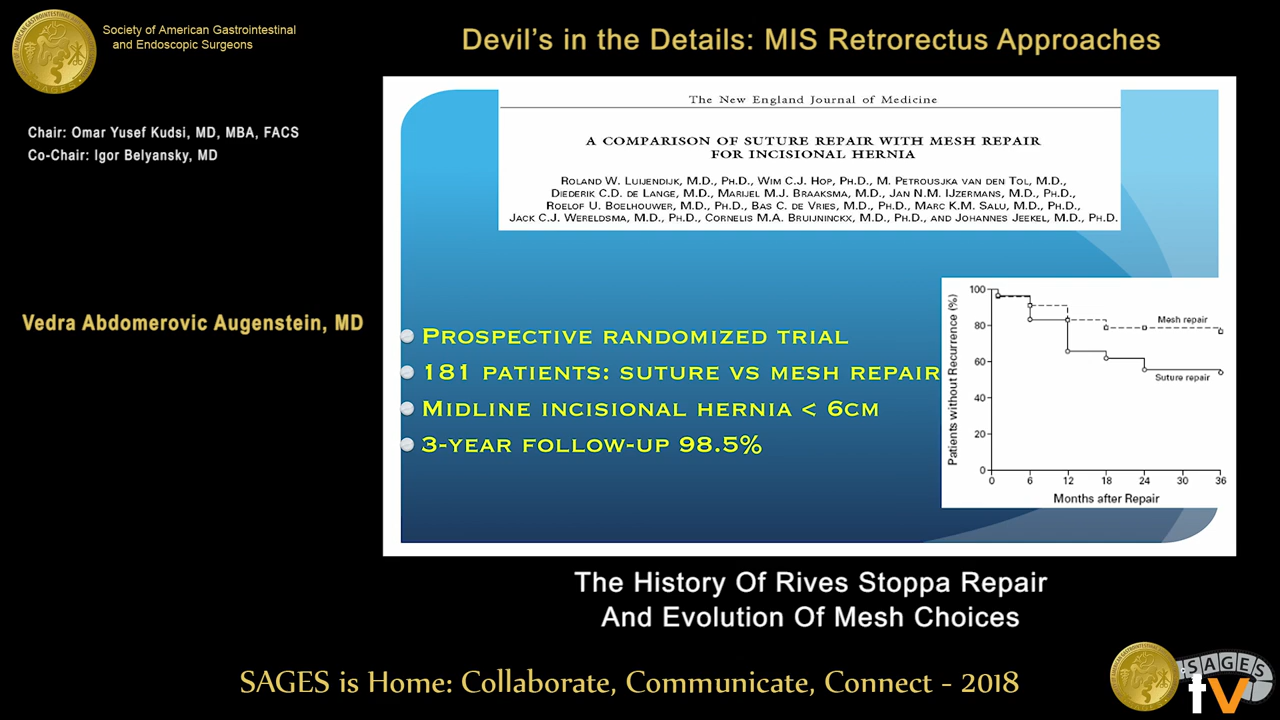 Society of American Gastrointestinal
and Endoscopic Surgeons
Devil's in the Details: MIS Retrorectus Approaches
Chair: Omar Yusef Kudsi, MD, MBA, FACS
Co-Chair: Igor Belyansky, MD
Vedra Abdomerovic Augenstein, MD
The New England Journal of Medicine
A COMPARISON OF SUTURE REPAIR WITH MESH REPAIR
FOR INCISIONAL HERNIA
ROLAND W. LUIJENDIJK, M.D., PH.D., WIM C.J. HOP, PH.D., M. PETROUSJKA VAN DEN TOL, M.D.,
DIEDERIK C.D. DE LANGE, M.D., MARIJEL M.J. BRAAKSMA, M.D., JAN N.M. IJZERMANS, M.D., PH.D.,
ROELOF U. BOELHOUWER, M.D., PH.D., BAS C. DE VRIES, M.D., PH.D., MARC K.M. SALU, M.D., PH.D.,
JACK C.J. WERELDSMA, M.D., PH.D., CORNELIS M.A. BRUIJNINCKX, M.D., PH.D., AND JOHANNES JEEKEL, M.D., PH.D.
PROSPECTIVE RANDOMIZED TRIAL
181 PATIENTS: SUTURE VS MESH REPAIR
MIDLINE INCISIONAL HERNIA < 6CM
3-YEAR FOLLOW-UP 98.5%
Patients without Recurrence (%)
100
80
60
40
20
0
Mesh repair
Suture repair
0 6 12 18 24 30 36
Months after Repair
The History Of Rives Stoppa Repair
And Evolution Of Mesh Choices
SAGES is Home: Collaborate, Communicate, Connect - 2018
SAGES
tv